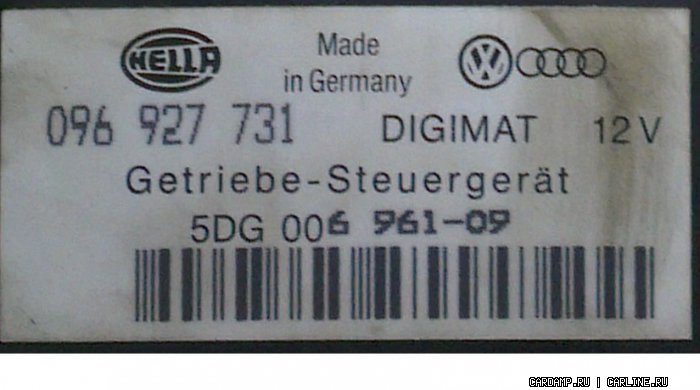 HELLA
Made
in Germany
VW
096 927 731 DIGIMAT 12V
Getriebe-Steuergerät
5DG 006 961-09
CARDAMP.RU | CARLINE.RU